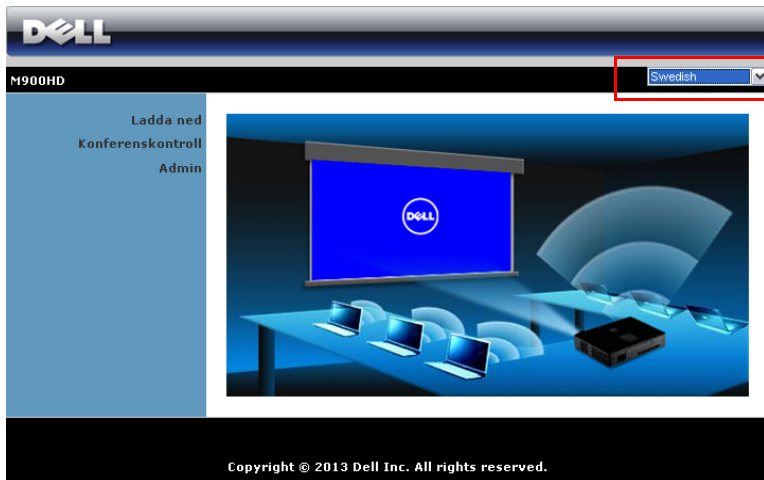 DELL
M900HD
Swedish
Ladda ned
Konferenskontroll
Admin
DELL
Copyright © 2013 Dell Inc. All rights reserved.